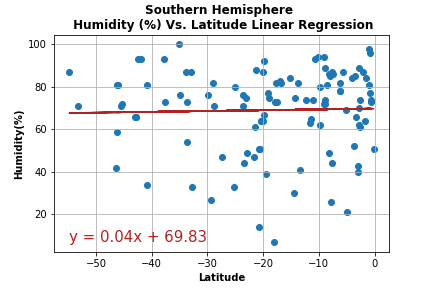 Southern Hemisphere
Humidity (%) Vs. Latitude Linear Regression
100
80
60
40
20
Humidity(%)
y = 0.04x + 69.83
−50
−40
−30
−20
−10
0
Latitude